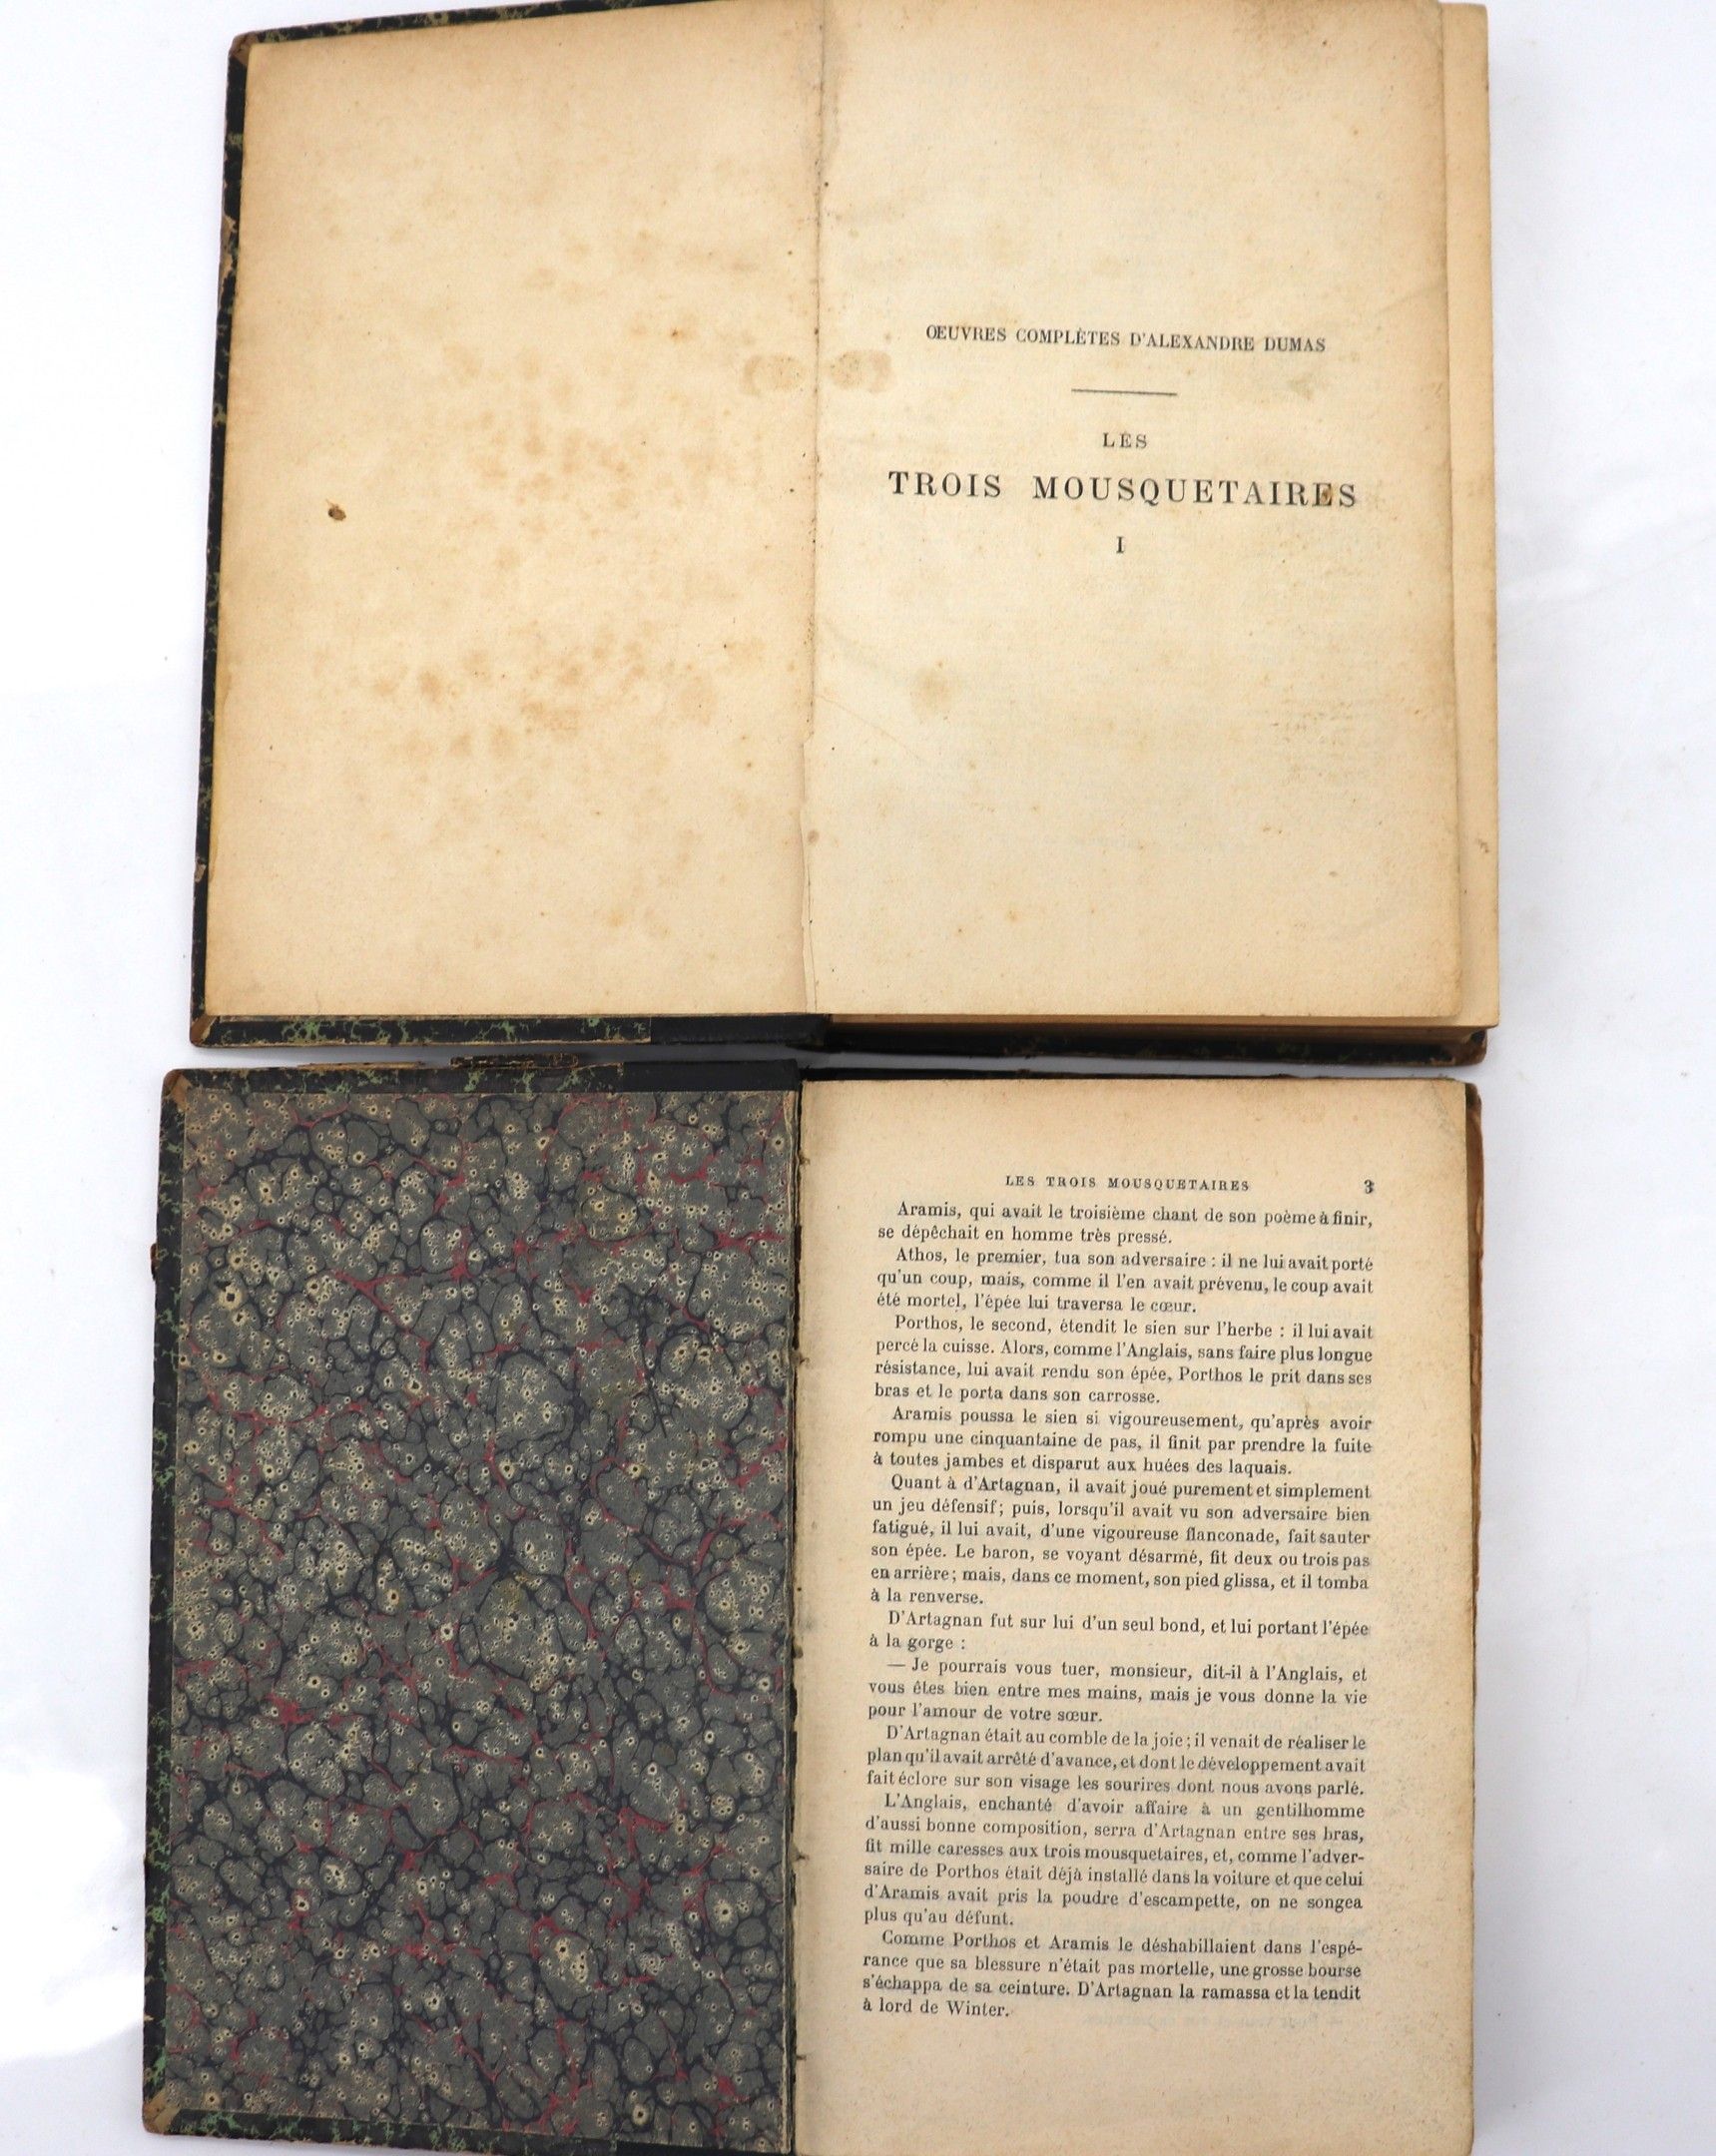 ŒUVRES COMPLÈTES D'ALEXANDRE DUMAS
LES
TROIS MOUSQUETAIRES
I
LES TROIS MOUSQUETAIRES 3
Aramis, qui avait le troisième chant de son poème à finir,
se dépêchait en homme très pressé.
Athos, le premier, tua son adversaire : il ne lui avait porté
qu'un coup, mais, comme il l'en avait prévenu, le coup avait
été mortel, l'épée lui traversa le cœur.
Porthos, le second, étendit le sien sur l'herbe : il lui avait
percé la cuisse. Alors, comme l'Anglais, sans faire plus longue
résistance, lui avait rendu son épée, Porthos le prit dans ses
bras et le porta dans son carrosse.
Aramis poussa le sien si vigoureusement, qu'après avoir
rompu une cinquantaine de pas, il finit par prendre la fuite
à toutes jambes et disparut aux huées des laquais.
Quant à d'Artagnan, il avait joué purement et simplement
un jeu défensif ; puis, lorsqu'il avait vu son adversaire bien
fatigué, il lui avait, d'une vigoureuse flanconade, fait sauter
son épée. Le baron, se voyant désarmé, fit deux ou trois pas
en arrière ; mais, dans ce moment, son pied glissa, et il tomba
à la renverse.
D'Artagnan fut sur lui d'un seul bond, et lui portant l'épée
à la gorge :
— Je pourrais vous tuer, monsieur, dit-il à l'Anglais, et
vous êtes bien entre mes mains, mais je vous donne la vie
pour l'amour de votre sœur.
D'Artagnan était au comble de la joie ; il venait de réaliser le
plan qu'il avait arrêté d'avance, et dont le développement avait
fait éclore sur son visage les sourires dont nous avons parlé.
L'Anglais, enchanté d'avoir affaire à un gentilhomme
d'aussi bonne composition, serra d'Artagnan entre ses bras,
fit mille caresses aux trois mousquetaires, et, comme l'adver-
saire de Porthos était déjà installé dans la voiture et que celui
d'Aramis avait pris la poudre d'escampette, on ne songea
plus qu'au défunt.
Comme Porthos et Aramis le déshabillaient dans l'espé-
rance que sa blessure n'était pas mortelle, une grosse bourse
s'échappa de sa ceinture. D'Artagnan la ramassa et la tendit
à lord de Winter.